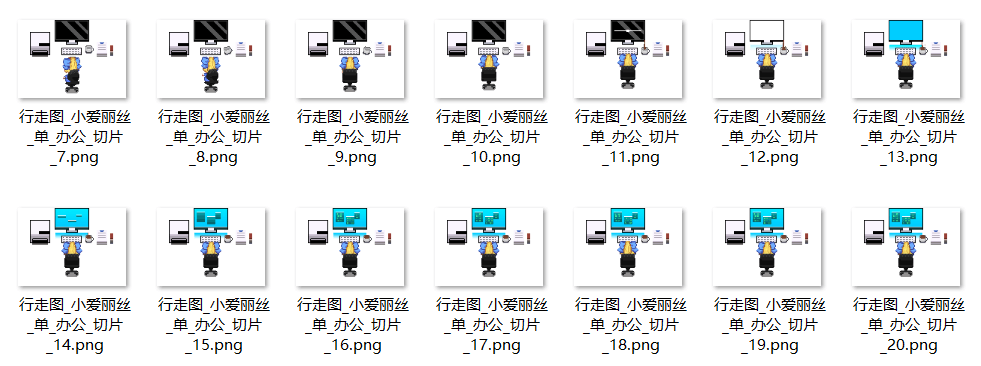 行走图_小爱丽丝
_单_办公_切片
_7.png
行走图_小爱丽丝
_单_办公_切片
_8.png
行走图_小爱丽丝
_单_办公_切片
_9.png
行走图_小爱丽丝
_单_办公_切片
_10.png
行走图_小爱丽丝
_单_办公_切片
_11.png
行走图_小爱丽丝
_单_办公_切片
_12.png
行走图_小爱丽丝
_单_办公_切片
_13.png
行走图_小爱丽丝
_单_办公_切片
_14.png
行走图_小爱丽丝
_单_办公_切片
_15.png
行走图_小爱丽丝
_单_办公_切片
_16.png
行走图_小爱丽丝
_单_办公_切片
_17.png
行走图_小爱丽丝
_单_办公_切片
_18.png
行走图_小爱丽丝
_单_办公_切片
_19.png
行走图_小爱丽丝
_单_办公_切片
_20.png